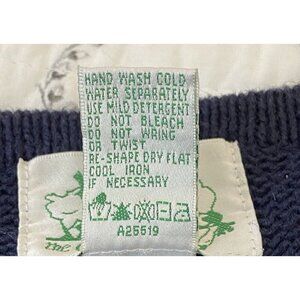 HAND WASH COLD
WATER SEPARATELY
USE MILD DETERGENT
DO NOT BLEACH
DO NOT WRING
OR TWIST
RE-SHAPE DRY FLAT
COOL IRON
IF NECESSARY
A25519